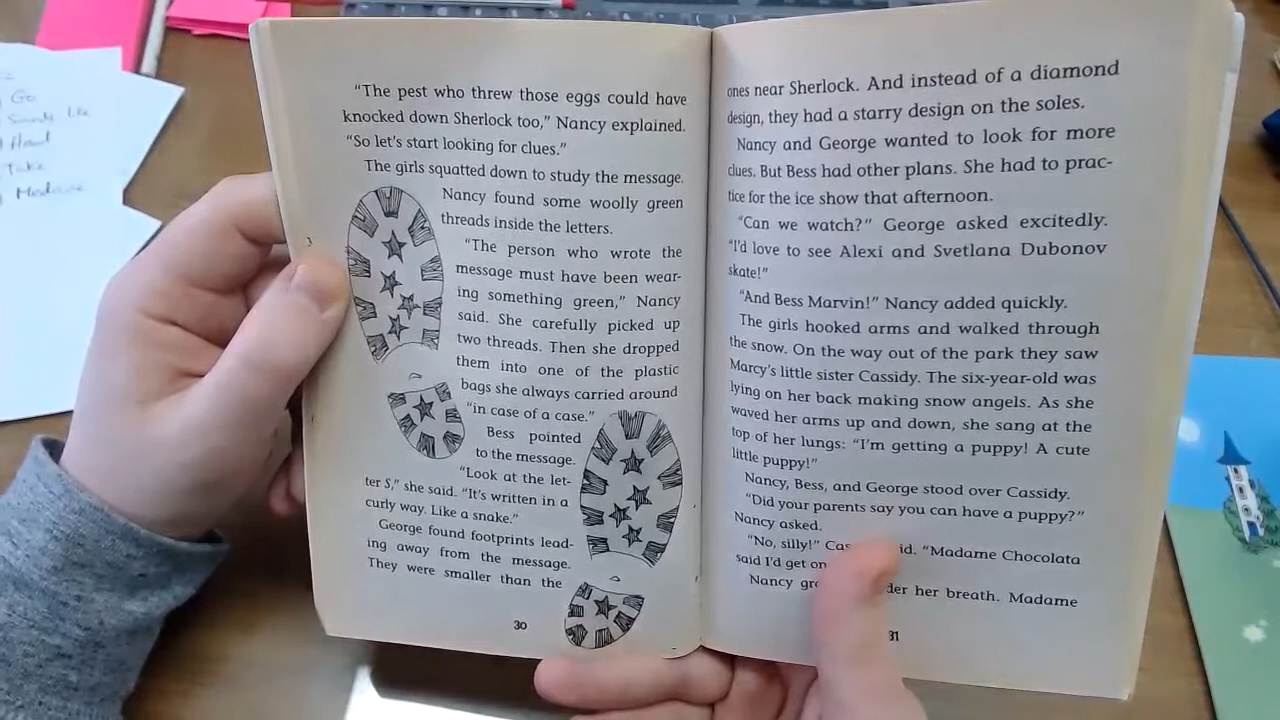 Go
Sounds Like
Take
"The pest who threw those eggs could have
knocked down Sherlock too," Nancy explained.
"So let's start looking for clues."
The girls squatted down to study the message.
Nancy found some woolly green
threads inside the letters.
"The person who wrote the
message must have been wear-
ing something green," Nancy
said. She carefully picked up
two threads. Then she dropped
them into one of the plastic
bags she always carried around
"in case of a case."
Bess pointed
to the message.
"Look at the let-
ter S," she said. "It's written in a
curly way. Like a snake."
George found footprints lead-
ing away from the message.
They were smaller than the
30
ones near Sherlock. And instead of a diamond
design, they had a starry design on the soles.
Nancy and George wanted to look for more
clues. But Bess had other plans. She had to prac-
tice for the ice show that afternoon.
"Can we watch?" George asked excitedly.
"I'd love to see Alexi and Svetlana Dubonov
skate!"
"And Bess Marvin!" Nancy added quickly.
The girls hooked arms and walked through
the snow. On the way out of the park they saw
Marcy's little sister Cassidy. The six-year-old was
lying on her back making snow angels. As she
waved her arms up and down, she sang at the
top of her lungs: "I'm getting a puppy! A cute
little puppy!"
Nancy, Bess, and George stood over Cassidy.
"Did your parents say you can have a puppy?"
Nancy asked.
"No, silly!" "Madame Chocolata
said I'd get
Nancy her breath. Madame
31